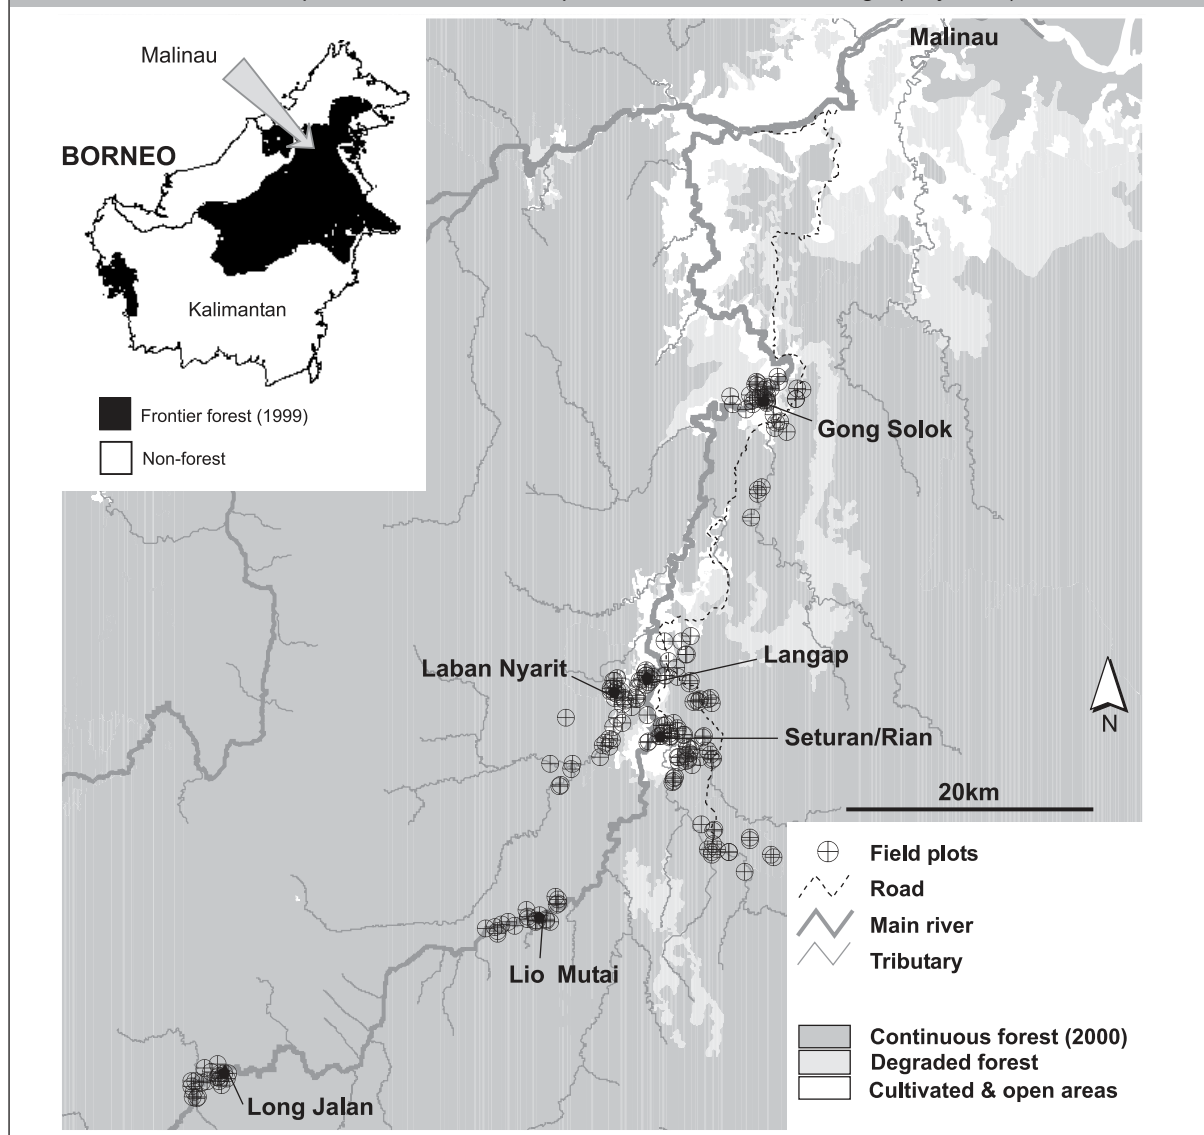 Malinau
Malinau
BORNEO
Kalimantan
Frontier forest (1999)
Non-forest
Gong Solok
Laban Nyarit
Langap
Seturan/Rian
N
20km
Field plots
Road
Main river
Tributary
Lio Mutai
Continuous forest (2000)
Degraded forest
Cultivated & open areas
Long Jalan